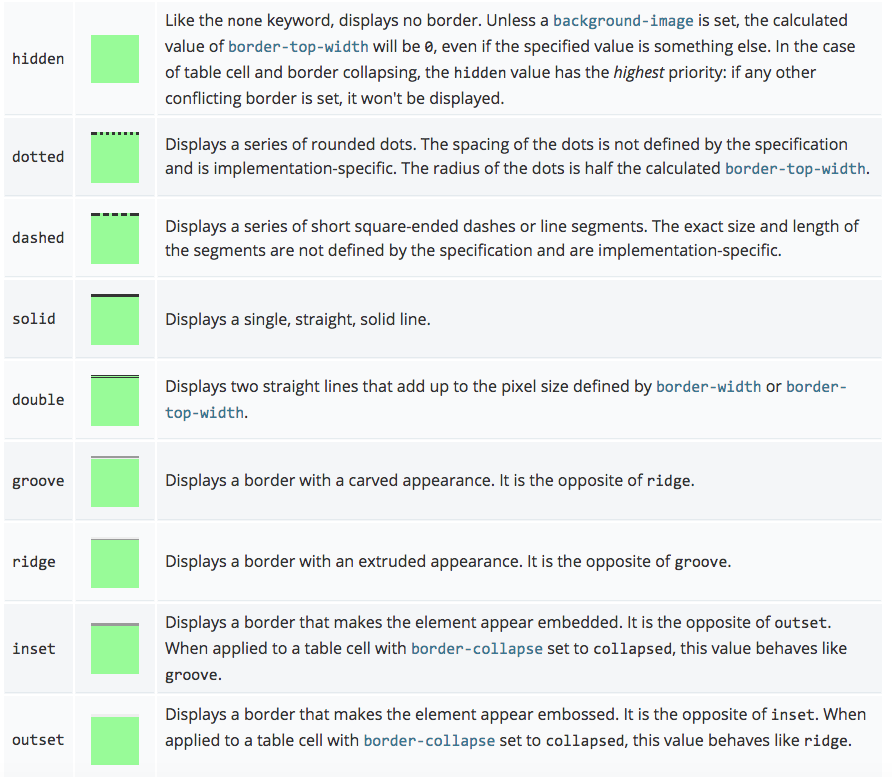 hidden
Like the none keyword, displays no border. Unless a background-image is set, the calculated
value of border-top-width will be 0, even if the specified value is something else. In the case
of table cell and border collapsing, the hidden value has the highest priority: if any other
conflicting border is set, it won't be displayed.
dotted
Displays a series of rounded dots. The spacing of the dots is not defined by the specification
and is implementation-specific. The radius of the dots is half the calculated border-top-width.
dashed
Displays a series of short square-ended dashes or line segments. The exact size and length of
the segments are not defined by the specification and are implementation-specific.
solid
Displays a single, straight, solid line.
double
Displays two straight lines that add up to the pixel size defined by border-width or border-
top-width.
groove
Displays a border with a carved appearance. It is the opposite of ridge.
ridge
Displays a border with an extruded appearance. It is the opposite of groove.
inset
Displays a border that makes the element appear embedded. It is the opposite of outset.
When applied to a table cell with border-collapse set to collapsed, this value behaves like
groove.
outset
Displays a border that makes the element appear embossed. It is the opposite of inset. When
applied to a table cell with border-collapse set to collapsed, this value behaves like ridge.